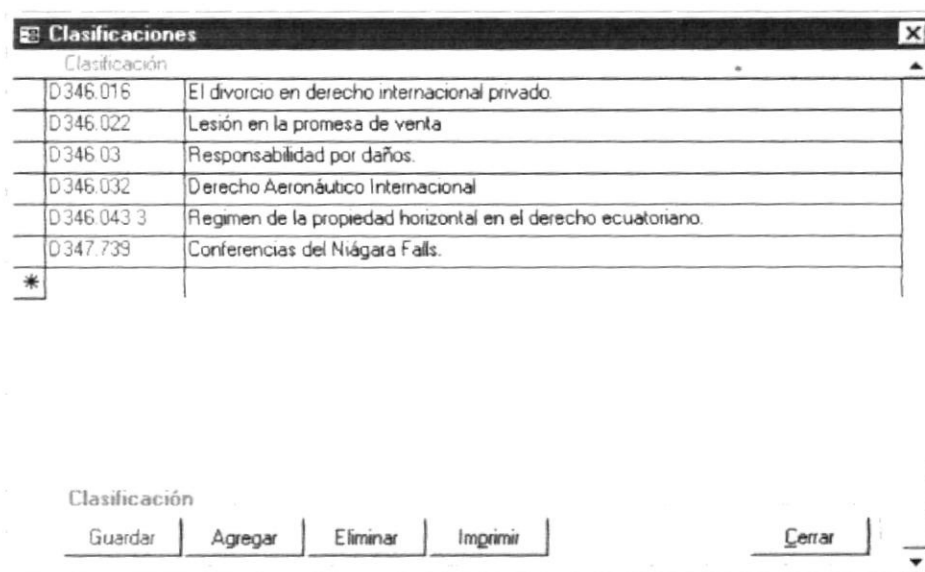 Clasificaciones
Clasificación
D346.016 El divorcio en derecho internacional privado.
D346.022 Lesión en la promesa de venta
D346.03 Responsabilidad por daños.
D346.032 Derecho Aeronáutico Internacional
D346.043 3 Regimen de la propiedad horizontal en el derecho ecuatoriano.
D347.739 Conferencias del Niágara Falls.
Clasificación
Guardar Agregar Eliminar Imprimir Cerrar